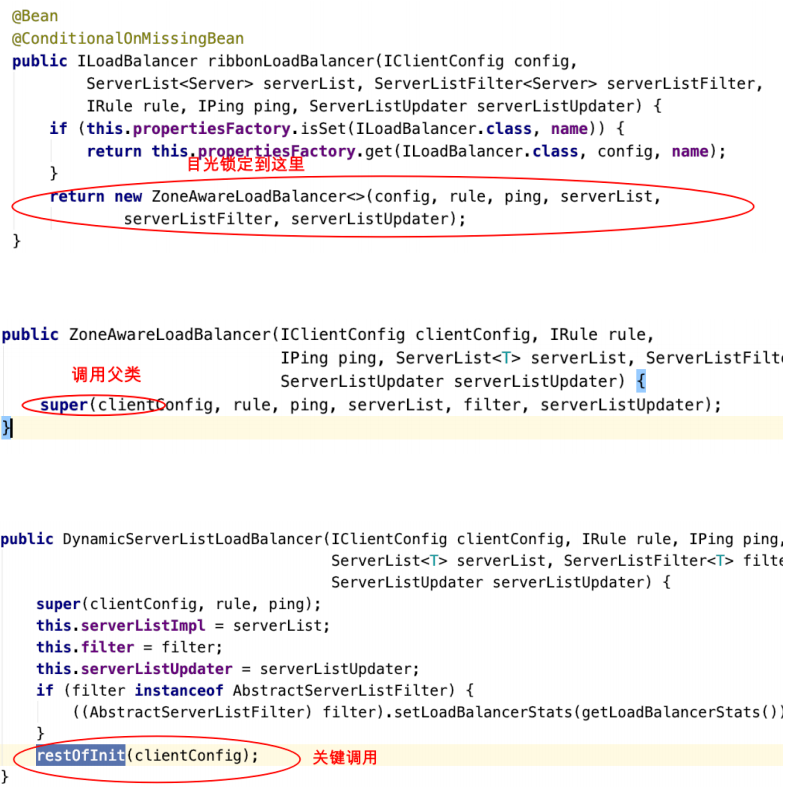 @Bean
@ConditionalOnMissingBean
public ILoadBalancer ribbonLoadBalancer(IClientConfig config,
ServerList<Server> serverList, ServerListFilter<Server> serverListFilter,
IRule rule, IPing ping, ServerListUpdater serverListUpdater) {
if (this.propertiesFactory.isSet(ILoadBalancer.class, name)) {
return this.propertiesFactory.get(ILoadBalancer.class, config, name);
目光锁定到这里
}
return new ZoneAwareLoadBalancer<>(config, rule, ping, serverList,
serverListFilter, serverListUpdater);
}
public ZoneAwareLoadBalancer(IClientConfig clientConfig, IRule rule,
IPing ping, ServerList<T> serverList, ServerListFilte
调用父类
ServerListUpdater serverListUpdater) {
super(clientConfig, rule, ping, serverList, filter, serverListUpdater);
}
public DynamicServerListLoadBalancer(IClientConfig clientConfig, IRule rule, IPing ping,
ServerList<T> serverList, ServerListFilter<T> filte
ServerListUpdater serverListUpdater) {
super(clientConfig, rule, ping);
this.serverListImpl = serverList;
this.filter = filter;
this.serverListUpdater = serverListUpdater;
if (filter instanceof AbstractServerListFilter) {
((AbstractServerListFilter) filter).setLoadBalancerStats(getLoadBalancerStats())
}
restOfInit(clientConfig); 关键调用
}